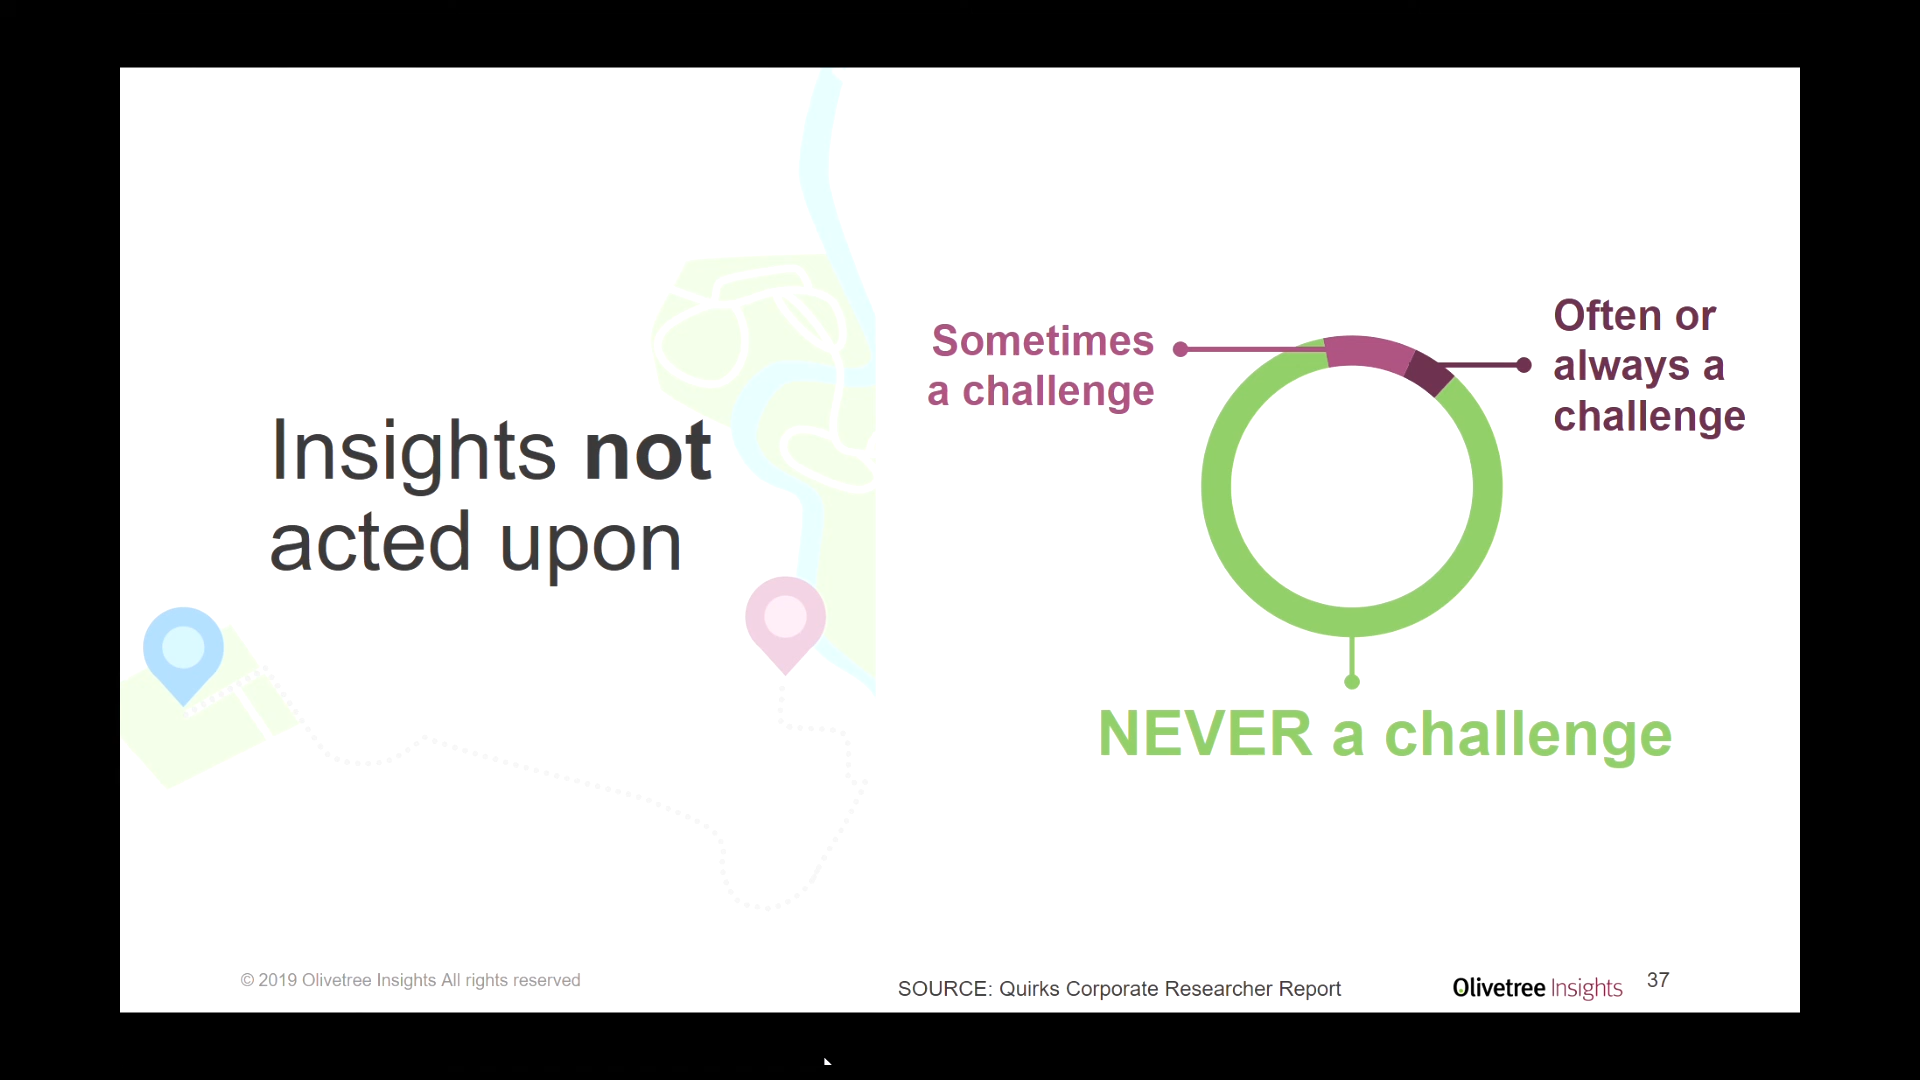 Insights not
acted upon
Sometimes
a challenge
Often or
always a
challenge
NEVER a challenge
© 2019 Olivetree Insights All rights reserved
SOURCE: Quirks Corporate Researcher Report
Olivetree Insights
37